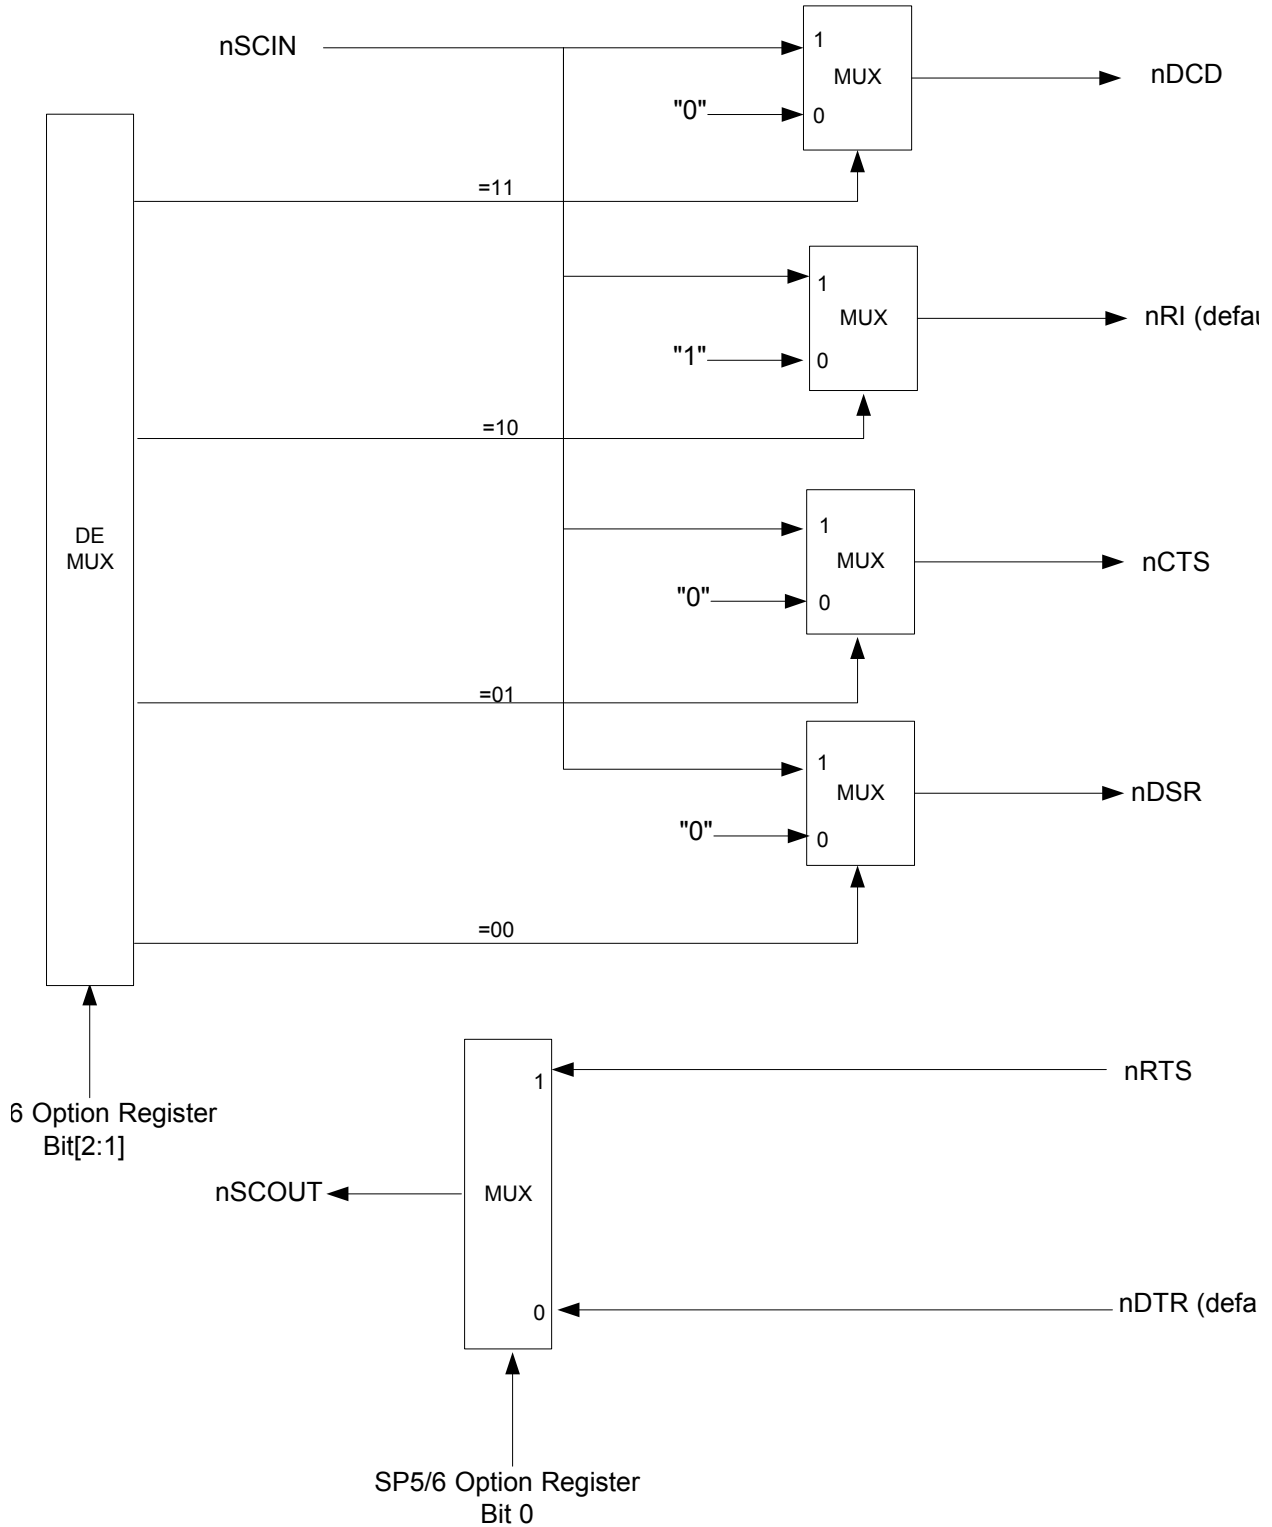 nSCIN
1
MUX
nDCD
"0"
0
=11
1
MUX
nRI (defau
"1"
0
=10
DE
MUX
1
MUX
nCTS
"0"
0
=01
1
MUX
nDSR
"0"
0
=00
6 Option Register
Bit[2:1]
1
nRTS
nSCOUT
MUX
0
nDTR (defa
SP5/6 Option Register
Bit 0